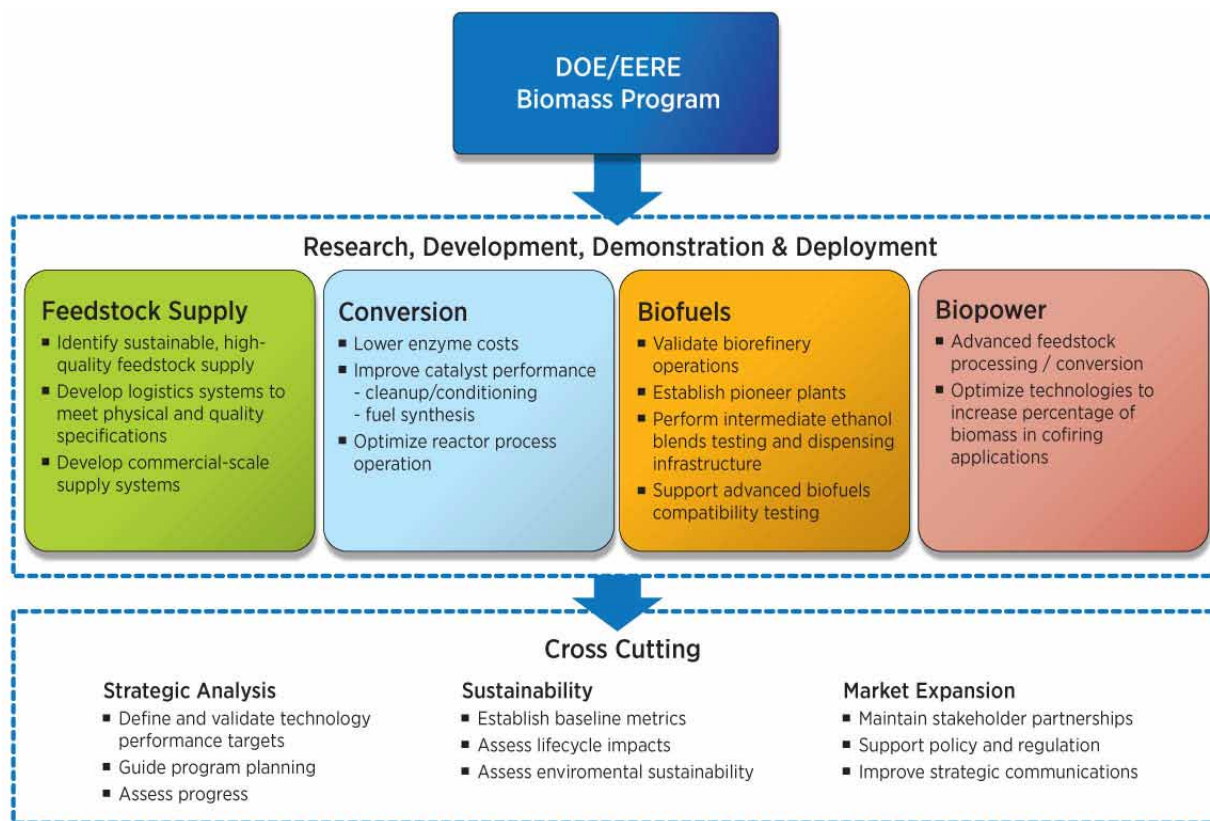 DOE/EERE
Biomass Program
Research, Development, Demonstration & Deployment
Feedstock Supply
▪ Identify sustainable, high-
quality feedstock supply
▪ Develop logistics systems to
meet physical and quality
specifications
▪ Develop commercial-scale
supply systems
Conversion
▪ Lower enzyme costs
▪ Improve catalyst performance
- cleanup/conditioning
- fuel synthesis
▪ Optimize reactor process
operation
Biofuels
▪ Validate biorefinery
operations
▪ Establish pioneer plants
▪ Perform intermediate ethanol
blends testing and dispensing
infrastructure
▪ Support advanced biofuels
compatibility testing
Biopower
▪ Advanced feedstock
processing / conversion
▪ Optimize technologies to
increase percentage of
biomass in cofiring
applications
Cross Cutting
Strategic Analysis
▪ Define and validate technology
performance targets
▪ Guide program planning
▪ Assess progress
Sustainability
▪ Establish baseline metrics
▪ Assess lifecycle impacts
▪ Assess enviromental sustainability
Market Expansion
▪ Maintain stakeholder partnerships
▪ Support policy and regulation
▪ Improve strategic communications